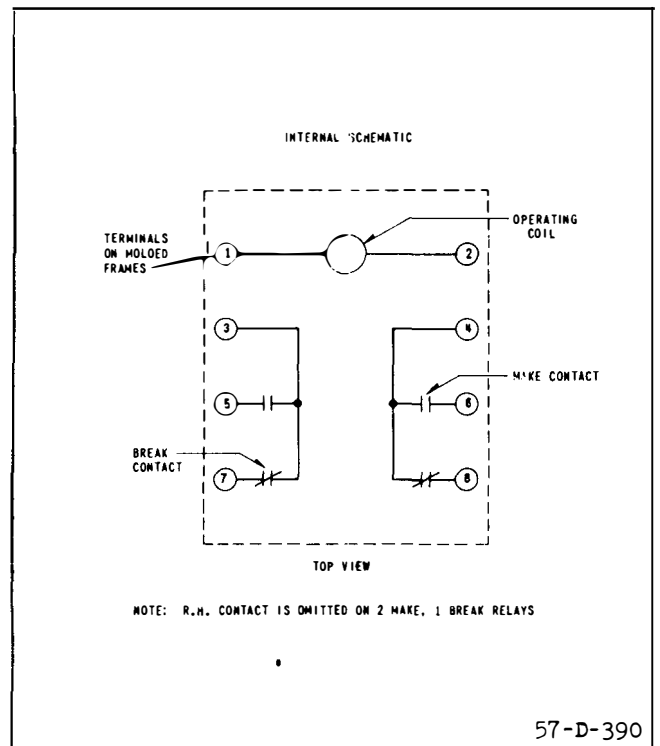 INTERNAL SCHEMATIC
TERMINALS
ON MOLDED
FRAMES
OPERATING
COIL
1
2
3
4
5
6
MAKE CONTACT
BREAK
CONTACT
7
8
TOP VIEW
NOTE: R.H. CONTACT IS OMITTED ON 2 MAKE, 1 BREAK RELAYS
57-D-390